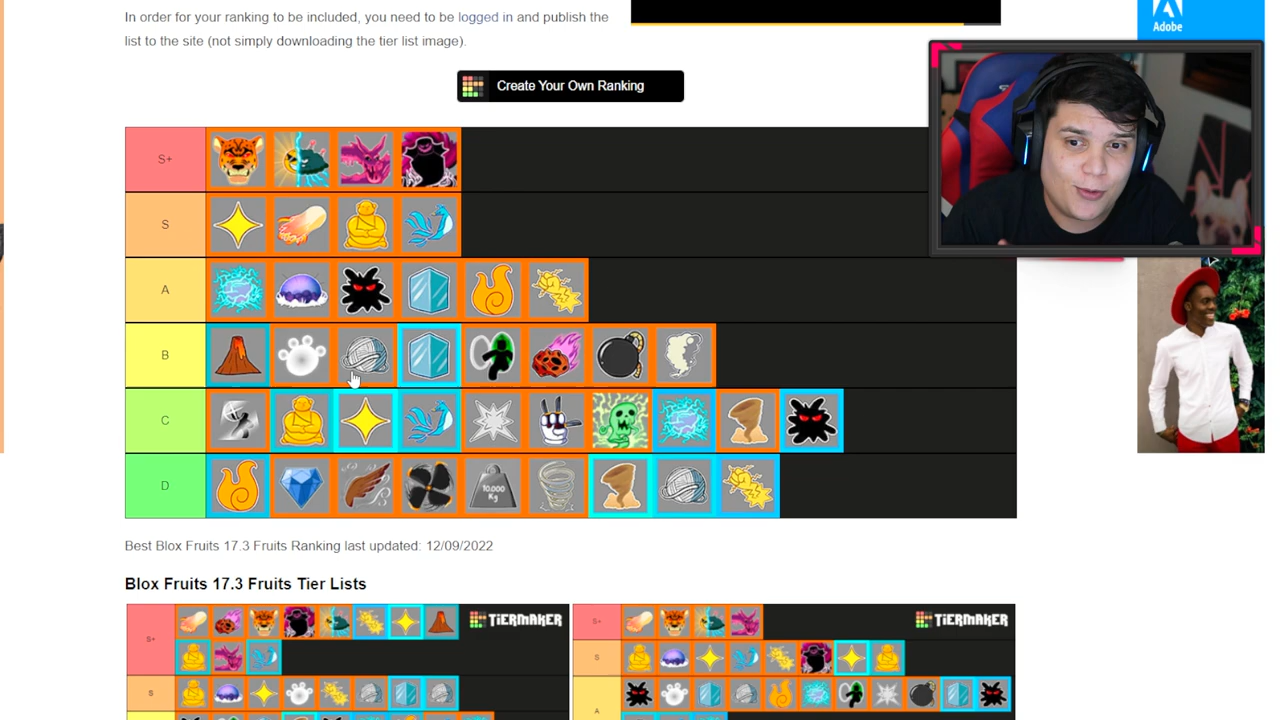 In order for your ranking to be included, you need to be logged in and publish the
list to the site (not simply downloading the tier list image).
Adobe
Create Your Own Ranking
S+
S
A
B
C
D
10.000
Kg
Best Blox Fruits 17.3 Fruits Ranking last updated: 12/09/2022
Blox Fruits 17.3 Fruits Tier Lists
S+
TIERMAKER
S
S+
TIERMAKER
S
A